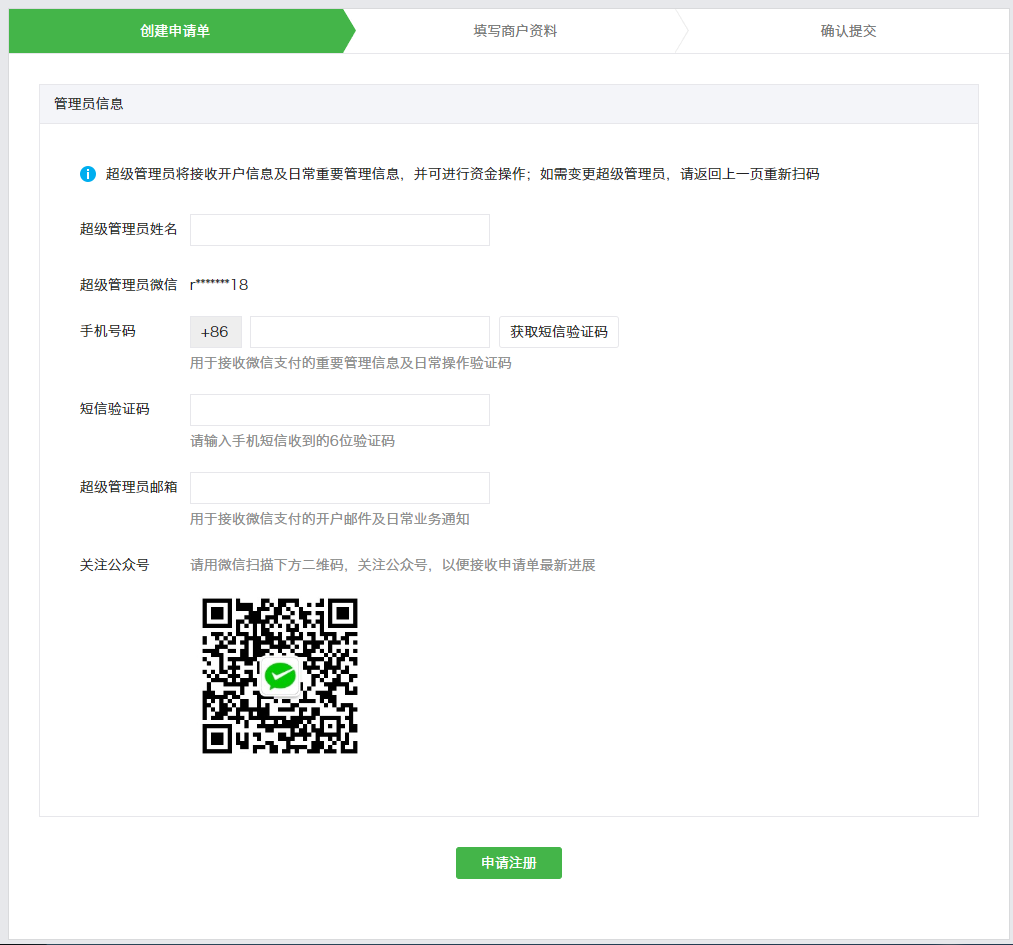 创建申请单
填写商户资料
确认提交
管理员信息
超级管理员将接收开户信息及日常重要管理信息，并可进行资金操作；如需变更超级管理员，请返回上一页重新扫码
超级管理员姓名
超级管理员微信 r*******18
手机号码 +86 获取短信验证码
用于接收微信支付的重要管理信息及日常操作验证码
短信验证码
请输入手机短信收到的6位验证码
超级管理员邮箱
用于接收微信支付的开户邮件及日常业务通知
关注公众号 请用微信扫描下方二维码，关注公众号，以便接收申请单最新进展
申请注册